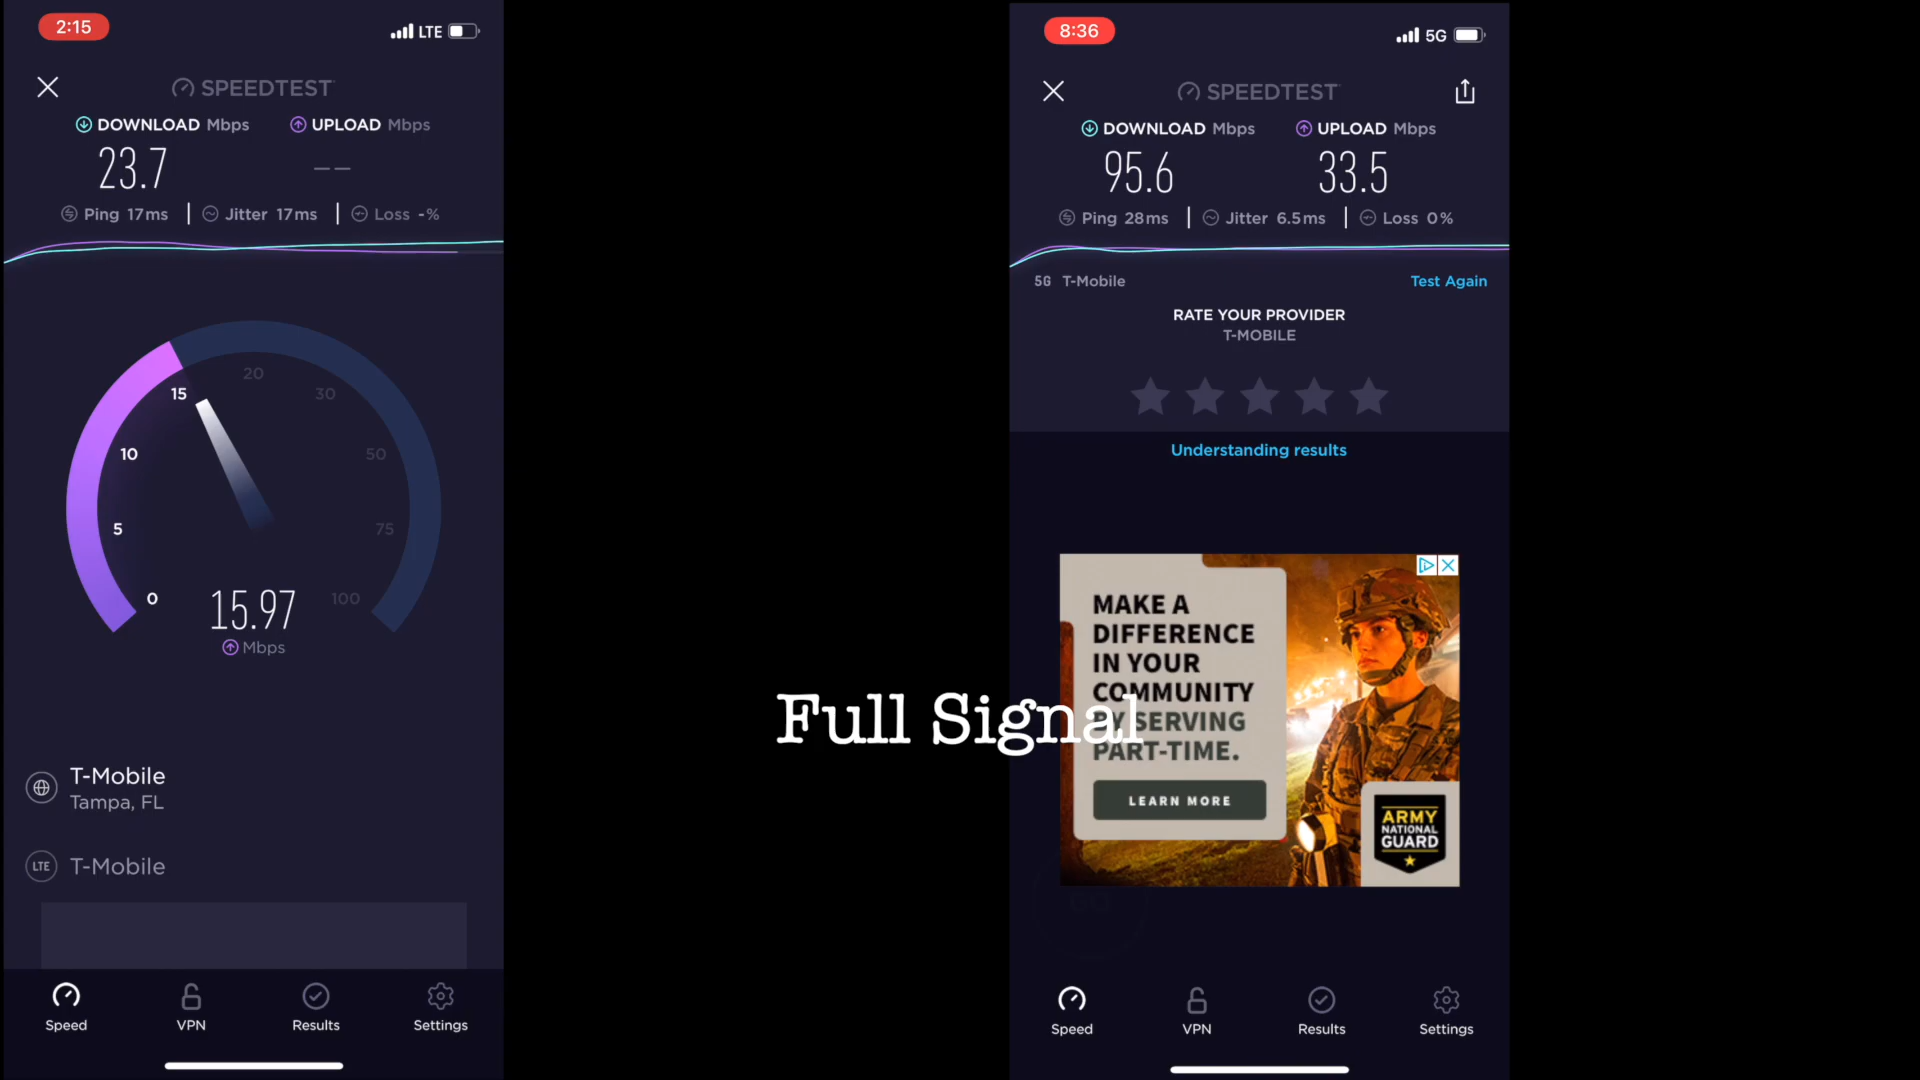 2:15
LTE
SPEEDTEST
DOWNLOAD Mbps
UPLOAD Mbps
23.7
Ping 17ms
Jitter 17ms
Loss -%
0
5
10
15
20
30
50
75
100
15.97
Mbps
T-Mobile
Tampa, FL
LTE
T-Mobile
Speed
VPN
Results
Settings
Full Signal
8:36
5G
SPEEDTEST
DOWNLOAD Mbps
UPLOAD Mbps
95.6
33.5
Ping 28ms
Jitter 6.5ms
Loss 0%
5G T-Mobile
Test Again
RATE YOUR PROVIDER
T-MOBILE
Understanding results
MAKE A
DIFFERENCE
IN YOUR
COMMUNITY
BY SERVING
PART-TIME.
LEARN MORE
ARMY
NATIONAL
GUARD
Speed
VPN
Results
Settings